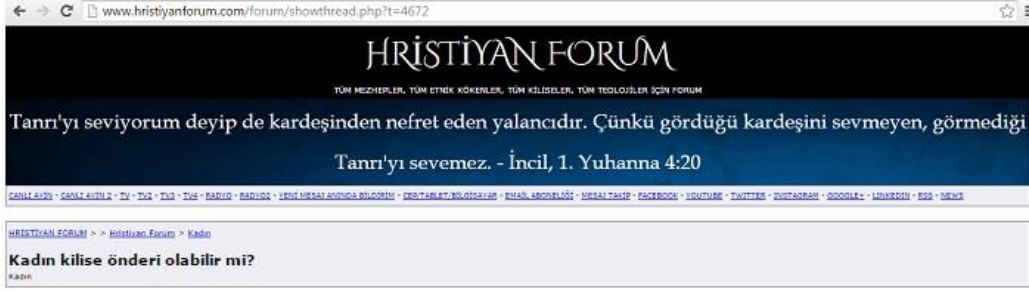 www.hristiyanforum.com/forum/showthread.php?t=4672
HRİSTİYAN FORUM
TÜM MEZHEPLER, TÜM ETNİK KÖKENLER, TÜM KİLİSELER, TÜM TEOLOJİLER İÇİN FORUM
Tanrı'yı seviyorum deyip de kardeşinden nefret eden yalancıdır. Çünkü gördüğü kardeşini sevmeyen, görmediği
Tanrı'yı sevemez. - İncil, 1. Yuhanna 4:20
CANLI AYİN - CANLI AYİN 2 - TV - TV2 - TV3 - TV4 - RADYO - RADYO2 - YENİ MESAJ ANINDA BİLDİRİM - CEP/TABLET/BİLGİSAYAR - EMAİL ABONELİĞİ - MESAJ TAKİP - FACEBOOK - YOUTUBE - TWITTER - INSTAGRAM - GOOGLE+ - LINKEDIN - RSS - NEWS
HRİSTİYAN FORUM > > Hristiyan Forum > Kadın
Kadın kilise önderi olabilir mi?
Kadın